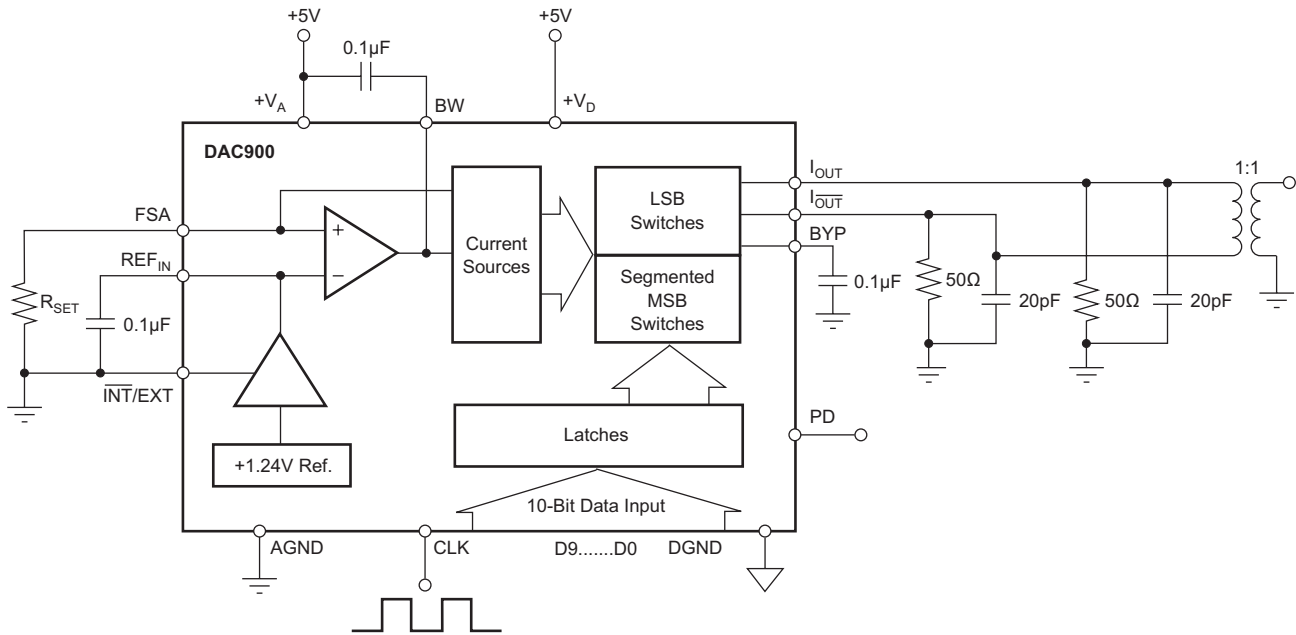 +5V
+5V
0.1µF
+V_A
BW
+V_D
DAC900
FSA
REF_IN
R_SET
0.1µF
I̅N̅T̅/EXT
+1.24V Ref.
+
−
Current
Sources
LSB
Switches
Segmented
MSB
Switches
Latches
10-Bit Data Input
I_OUT
I_O̅U̅T̅
BYP
0.1µF
50Ω
20pF
50Ω
20pF
1:1
PD
AGND
CLK
D9.......D0
DGND